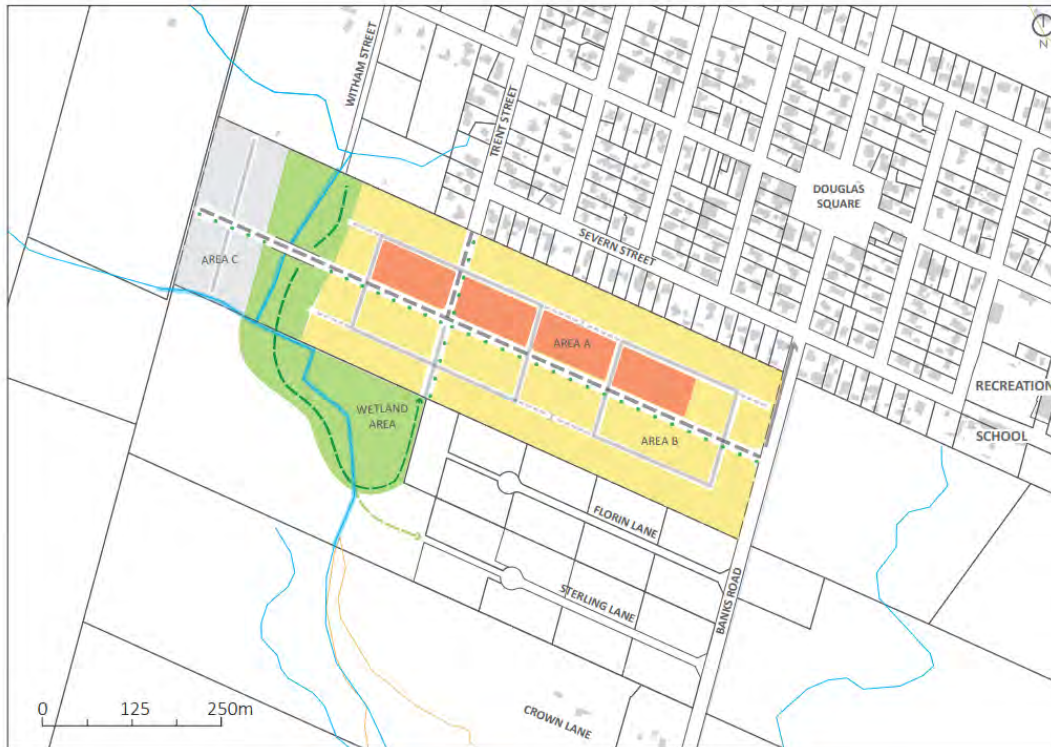 N
WITHAM STREET
TRENT STREET
DOUGLAS
SQUARE
SEVERN STREET
AREA C
AREA A
RECREATION
WETLAND
AREA
AREA B
SCHOOL
FLORIN LANE
STERLING LANE
BANKS ROAD
0 125 250m
CROWN LANE